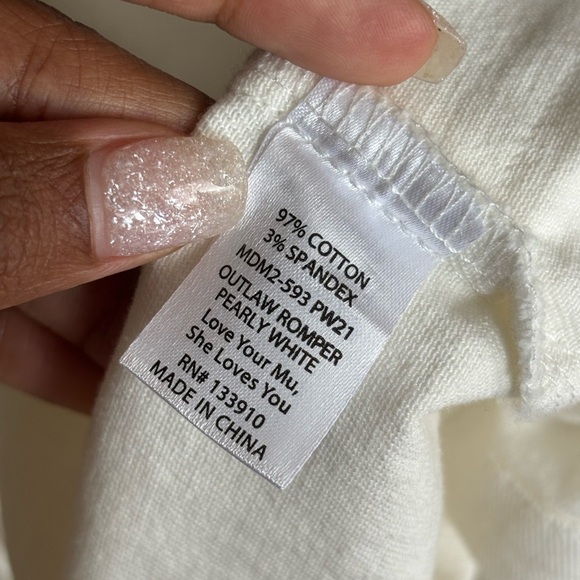 97% COTTON
3% SPANDEX
MDM2-593 PW21
OUTLAW ROMPER
PEARLY WHITE
Love Your Mu,
She Loves You
RN# 133910
MADE IN CHINA